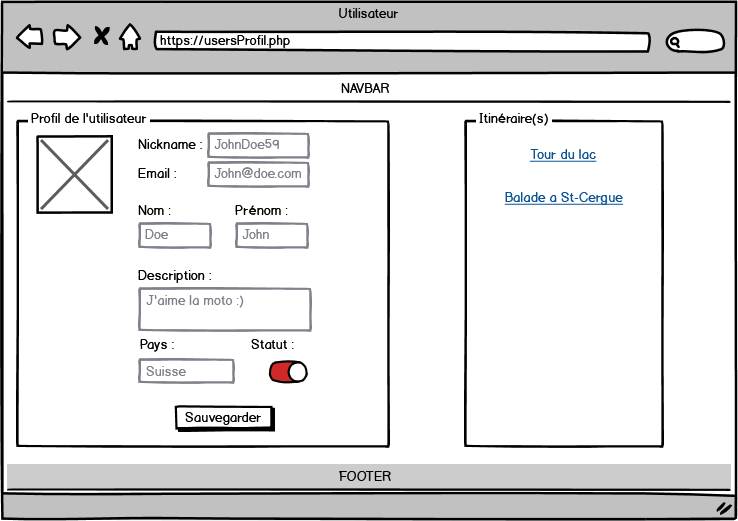 Utilisateur
https://usersProfil.php
NAVBAR
Profil de l'utilisateur
Nickname : JohnDoe59
Email : John@doe.com
Nom : Prénom :
Doe John
Description :
J'aime la moto :)
Pays : Statut :
Suisse
Sauvegarder
Itinéraire(s)
Tour du lac
Balade a St-Cergue
FOOTER